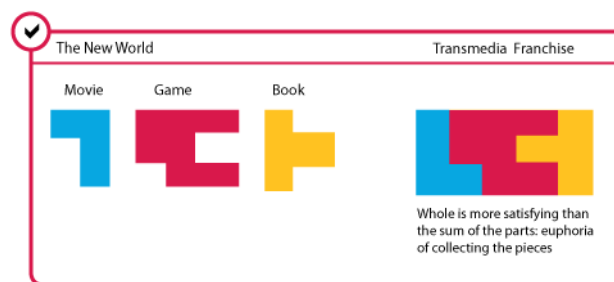 The New World
Transmedia Franchise
Movie
Game
Book
Whole is more satisfying than
the sum of the parts: euphoria
of collecting the pieces